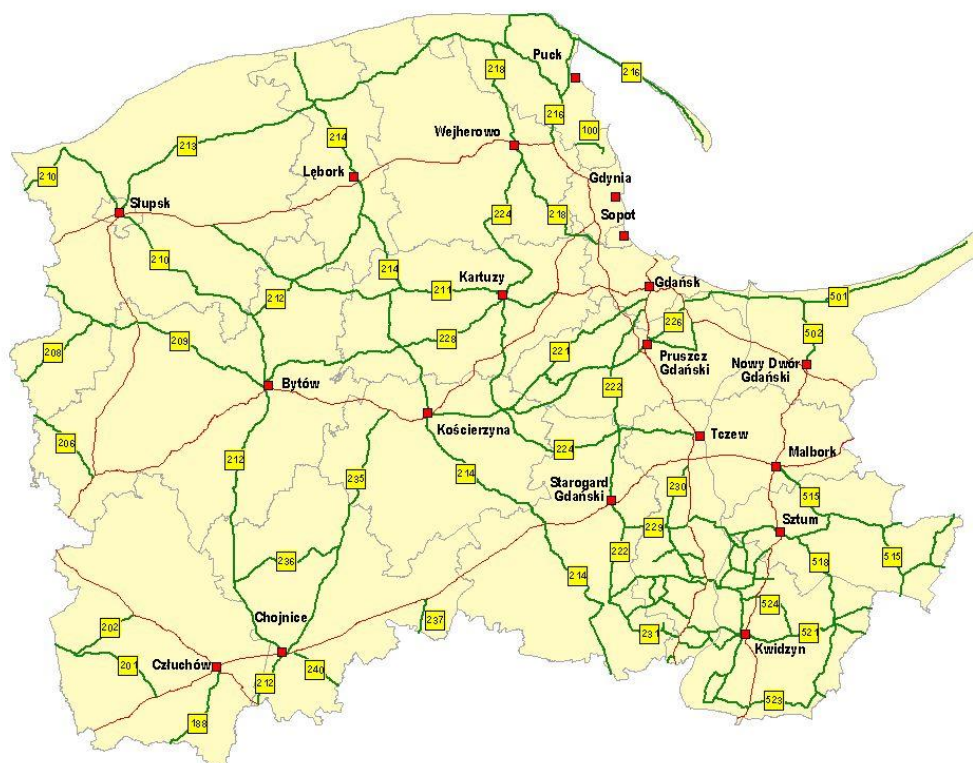 Puck
218
216
216
100
213
214
Wejherowo
210
Lębork
Gdynia
Słupsk
224
218
Sopot
210
214
Kartuzy
Gdańsk
212
211
501
226
502
209
228
208
221
Pruszcz
Gdański
Nowy Dwór
Gdański
Bytów
222
Kościerzyna
206
212
224
Tczew
Malbork
235
214
Starogard
Gdański
230
515
229
Sztum
222
515
236
214
518
524
202
Chojnice
237
231
521
201
Człuchów
Kwidzyn
212
240
523
188